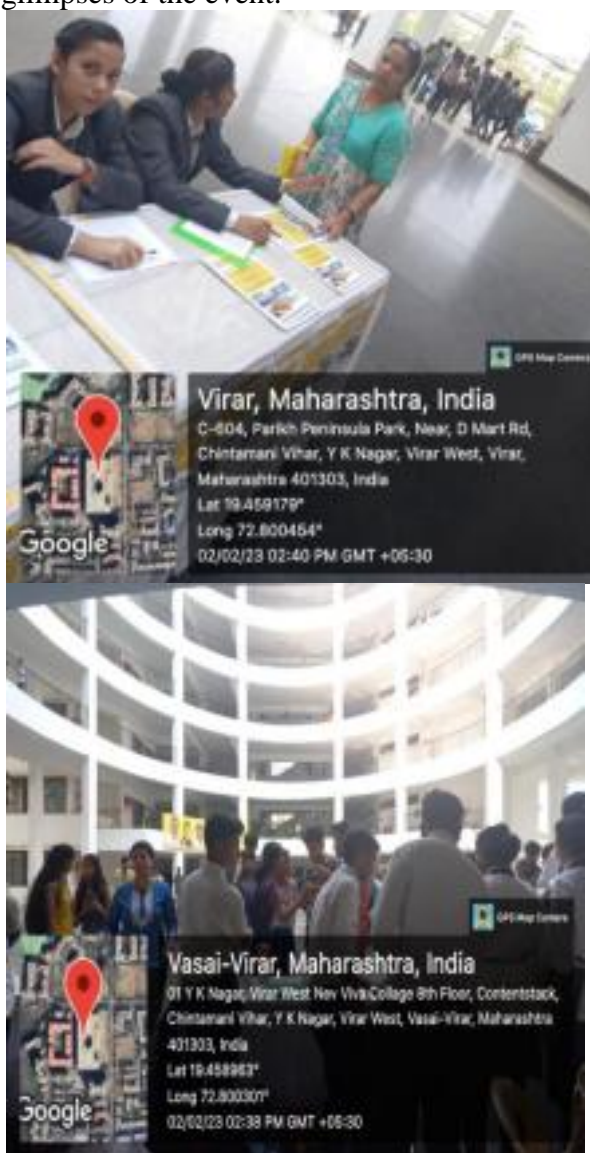 glimpses of the event.
GPS Map Camera
Virar, Maharashtra, India
C-604, Parikh Peninsula Park, Near, D Mart Rd,
Chintamani Vihar, Y K Nagar, Virar West, Virar,
Maharashtra 401303, India
Lat 19.459179°
Long 72.800454°
02/02/23 02:40 PM GMT +05:30
Google
GPS Map Camera
Vasai-Virar, Maharashtra, India
01 Y K Nagar, Virar West New Viva Collage 8th Floor, Contentstack,
Chintamani Vihar, Y K Nagar, Virar West, Vasai-Virar, Maharashtra
401303, India
Lat 19.458963°
Long 72.800301°
02/02/23 02:38 PM GMT +05:30
Google